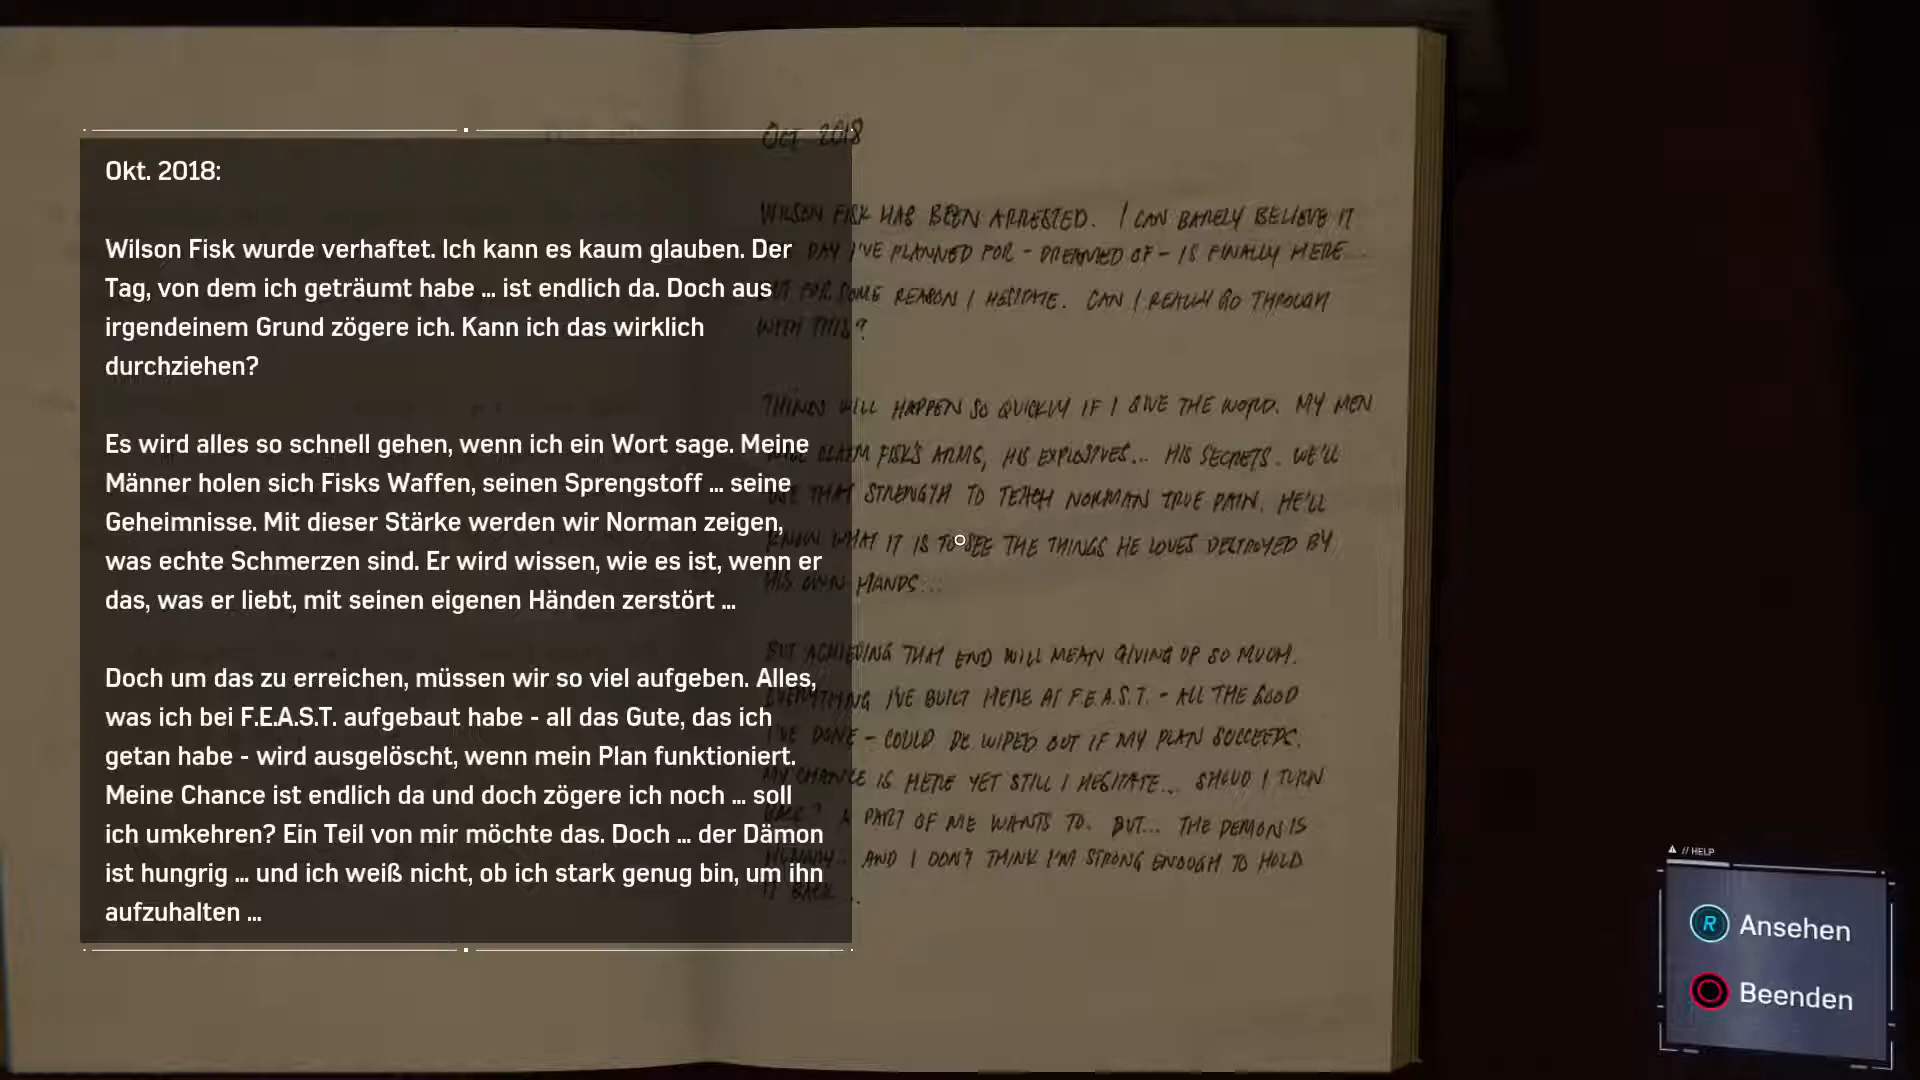 Okt. 2018:
Wilson Fisk wurde verhaftet. Ich kann es kaum glauben. Der
Tag, von dem ich geträumt habe ... ist endlich da. Doch aus
irgendeinem Grund zögere ich. Kann ich das wirklich
durchziehen?
Es wird alles so schnell gehen, wenn ich ein Wort sage. Meine
Männer holen sich Fisks Waffen, seinen Sprengstoff ... seine
Geheimnisse. Mit dieser Stärke werden wir Norman zeigen,
was echte Schmerzen sind. Er wird wissen, wie es ist, wenn er
das, was er liebt, mit seinen eigenen Händen zerstört ...
Doch um das zu erreichen, müssen wir so viel aufgeben. Alles,
was ich bei F.E.A.S.T. aufgebaut habe - all das Gute, das ich
getan habe - wird ausgelöscht, wenn mein Plan funktioniert.
Meine Chance ist endlich da und doch zögere ich noch ... soll
ich umkehren? Ein Teil von mir möchte das. Doch ... der Dämon
ist hungrig ... und ich weiß nicht, ob ich stark genug bin, um ihn
aufzuhalten ...
OCT 2018
WILSON FISK HAS BEEN ARRESTED. I CAN BARELY BELIEVE IT
DAY I'VE PLANNED FOR - DREAMED OF - IS FINALLY HERE...
BUT FOR SOME REASON I HESITATE. CAN I REALLY GO THROUGH
WITH THIS?
THINGS WILL HAPPEN SO QUICKLY IF I GIVE THE WORD. MY MEN
CLAIM FISK'S ARMS, HIS EXPLOSIVES... HIS SECRETS. WE'LL
USE THAT STRENGTH TO TEACH NORMAN TRUE PAIN. HE'LL
KNOW WHAT IT IS TO SEE THE THINGS HE LOVES DESTROYED BY
HIS OWN HANDS...
BUT ACHIEVING THAT END WILL MEAN GIVING UP SO MUCH.
EVERYTHING I'VE BUILT HERE AT F.E.A.S.T. - ALL THE GOOD
I'VE DONE - COULD BE WIPED OUT IF MY PLAN SUCCEEDS.
MY CHANCE IS HERE YET STILL I HESITATE... SHOUD I TURN
A PART OF ME WANTS TO. BUT... THE DEMON IS
AND I DON'T THINK I'M STRONG ENOUGH TO HOLD
IT BACK...
// HELP
R Ansehen
Beenden